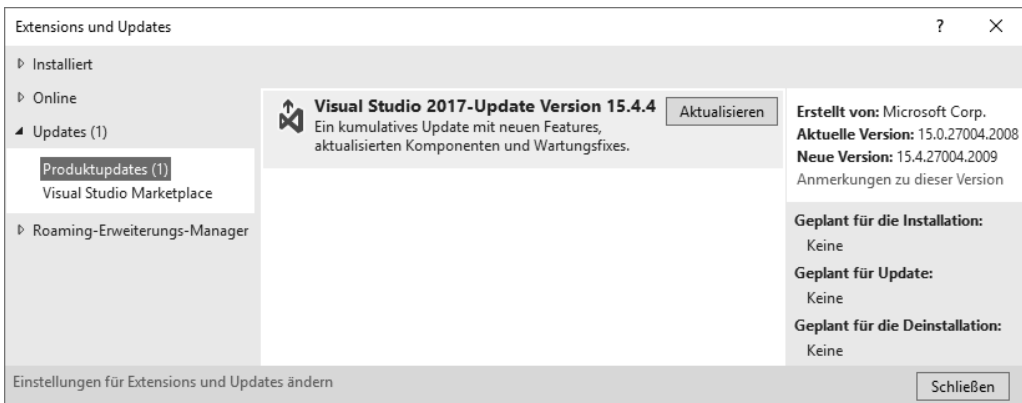 Extensions und Updates
?
Installiert
Online
Updates (1)
Produktupdates (1)
Visual Studio Marketplace
Roaming-Erweiterungs-Manager
Visual Studio 2017-Update Version 15.4.4
Aktualisieren
Ein kumulatives Update mit neuen Features,
aktualisierten Komponenten und Wartungsfixes.
Erstellt von: Microsoft Corp.
Aktuelle Version: 15.0.27004.2008
Neue Version: 15.4.27004.2009
Anmerkungen zu dieser Version
Geplant für die Installation:
Keine
Geplant für Update:
Keine
Geplant für die Deinstallation:
Keine
Einstellungen für Extensions und Updates ändern
Schließen